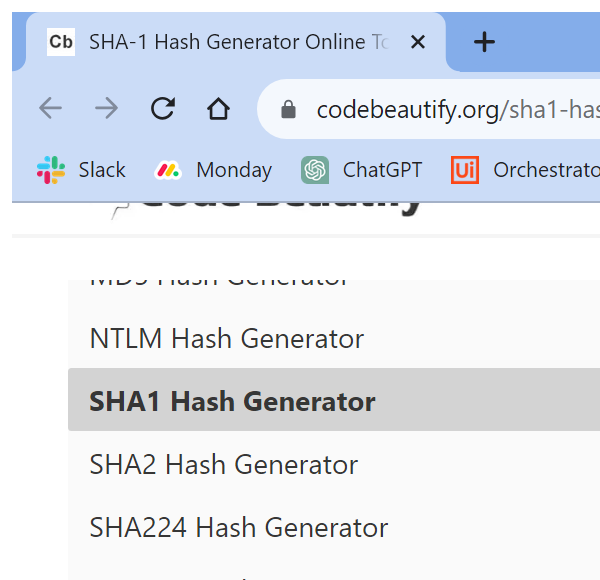 Cb SHA-1 Hash Generator Online To
codebeautify.org/sha1-has
Slack Monday ChatGPT Ui Orchestrato
Code Beautify
MD5 Hash Generator
NTLM Hash Generator
SHA1 Hash Generator
SHA2 Hash Generator
SHA224 Hash Generator